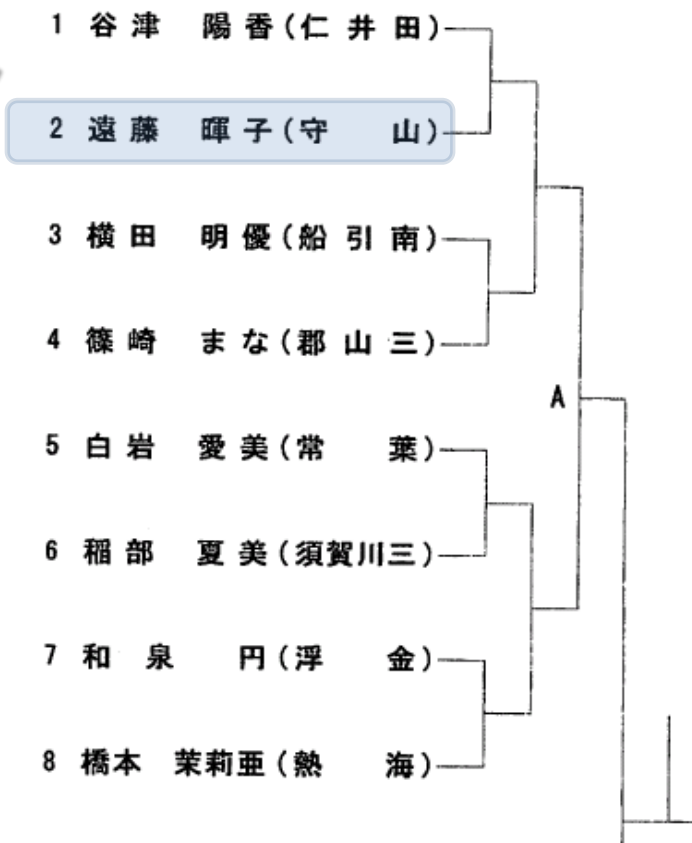 1 谷津 陽香(仁井田)
2 遠藤 暉子(守 山)
3 横田 明優(船引南)
4 篠崎 まな(郡山三)
A
5 白岩 愛美(常 葉)
6 稲部 夏美(須賀川三)
7 和泉 円(浮 金)
8 橋本 茉莉亜(熱 海)